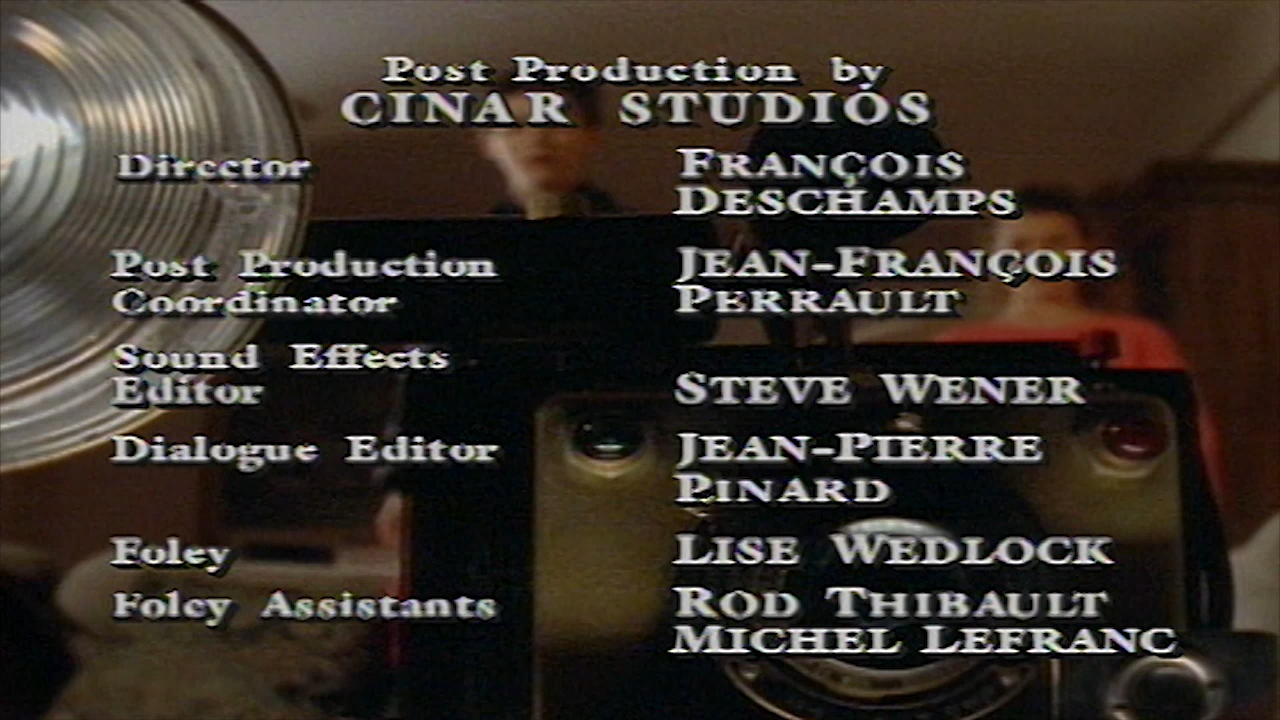 Post Production by
CINAR STUDIOS
Director FRANÇOIS
DESCHAMPS
Post Production JEAN-FRANÇOIS
Coordinator PERRAULT
Sound Effects
Editor STEVE WENER
Dialogue Editor JEAN-PIERRE
PINARD
Foley LISE WEDLOCK
Foley Assistants ROD THIBAULT
MICHEL LEFRANC